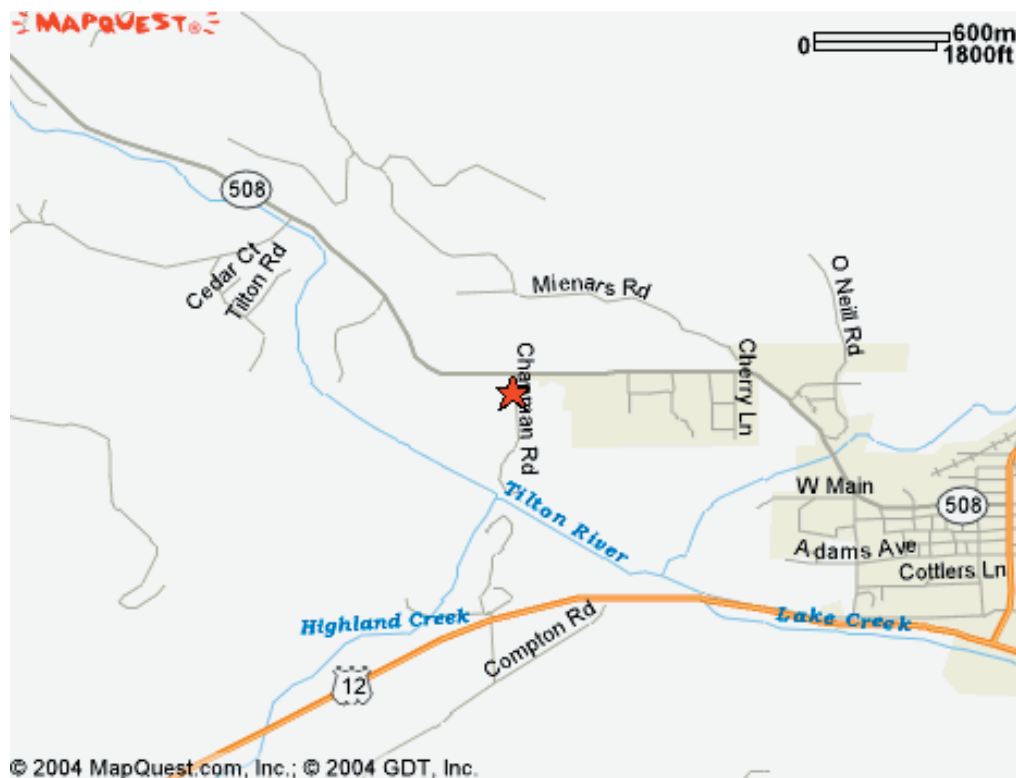 MAPQUEST®
600m
0
1800ft
508
Cedar Ct
Tilton Rd
Mienars Rd
O Neill Rd
Cherry Ln
Chapman Rd
Tilton River
W Main
508
Adams Ave
Cottlers Ln
Highland Creek
Compton Rd
Lake Creek
12
© 2004 MapQuest.com, Inc.; © 2004 GDT, Inc.